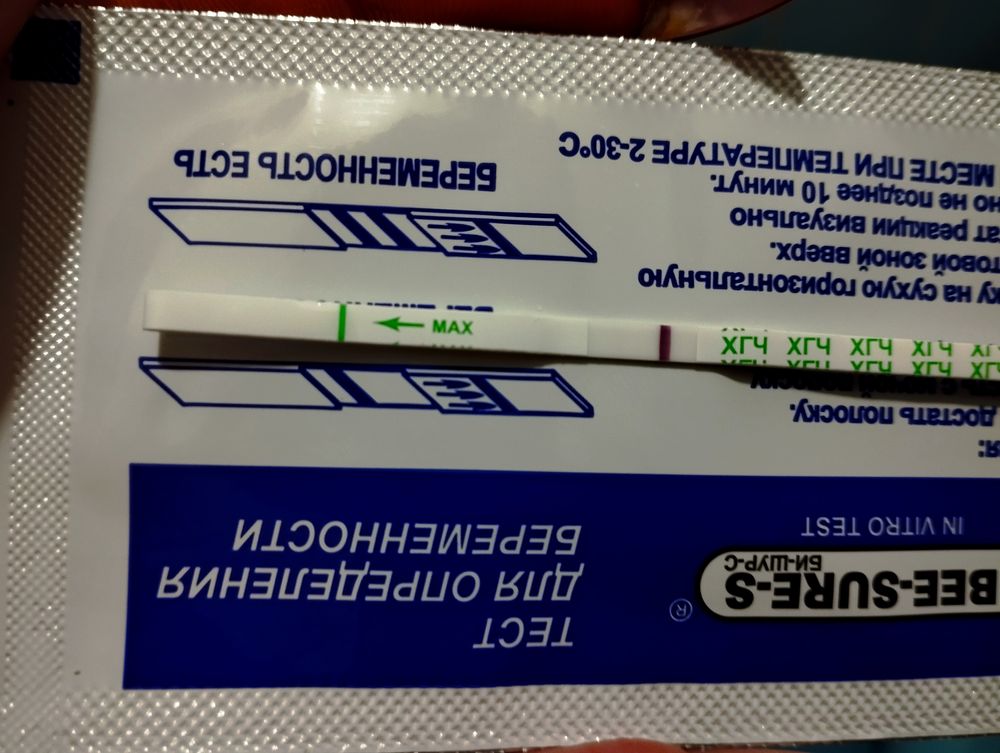 BEE-SURE-S ®
БИ-ШУР-С
IN VITRO TEST
ТЕСТ
ДЛЯ ОПРЕДЕЛЕНИЯ
БЕРЕМЕННОСТИ
достать полоску.
MAX
ХГЧ ХГЧ ХГЧ ХГЧ ХГЧ
на сухую горизонтальную
товой зоной вверх.
ат реакции визуально
но не позднее 10 минут.
МЕСТЕ ПРИ ТЕМПЕРАТУРЕ 2-30°C
БЕРЕМЕННОСТЬ ЕСТЬ